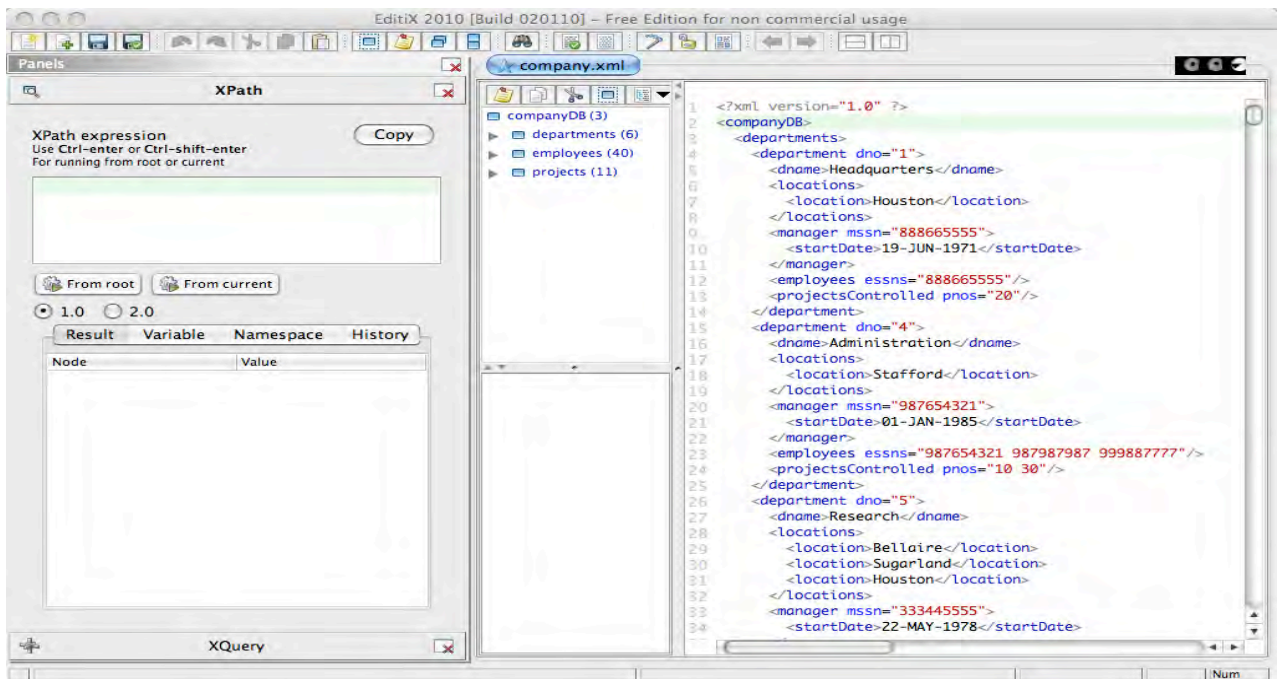 EditiX 2010 [Build 020110] – Free Edition for non commercial usage
Panels
XPath
XPath expression
Copy
Use Ctrl-enter or Ctrl-shift-enter
For running from root or current
From root
From current
1.0
2.0
Result
Variable
Namespace
History
Node
Value
XQuery
company.xml
companyDB (3)
departments (6)
employees (40)
projects (11)
1 <?xml version="1.0" ?>
2 <companyDB>
3 <departments>
4 <department dno="1">
5 <dname>Headquarters</dname>
6 <locations>
7 <location>Houston</location>
8 </locations>
9 <manager mssn="888665555">
10 <startDate>19-JUN-1971</startDate>
11 </manager>
12 <employees essns="888665555"/>
13 <projectsControlled pnos="20"/>
14 </department>
15 <department dno="4">
16 <dname>Administration</dname>
17 <locations>
18 <location>Stafford</location>
19 </locations>
20 <manager mssn="987654321">
21 <startDate>01-JAN-1985</startDate>
22 </manager>
23 <employees essns="987654321 987987987 999887777"/>
24 <projectsControlled pnos="10 30"/>
25 </department>
26 <department dno="5">
27 <dname>Research</dname>
28 <locations>
29 <location>Bellaire</location>
30 <location>Sugarland</location>
31 <location>Houston</location>
32 </locations>
33 <manager mssn="333445555">
34 <startDate>22-MAY-1978</startDate>
Num